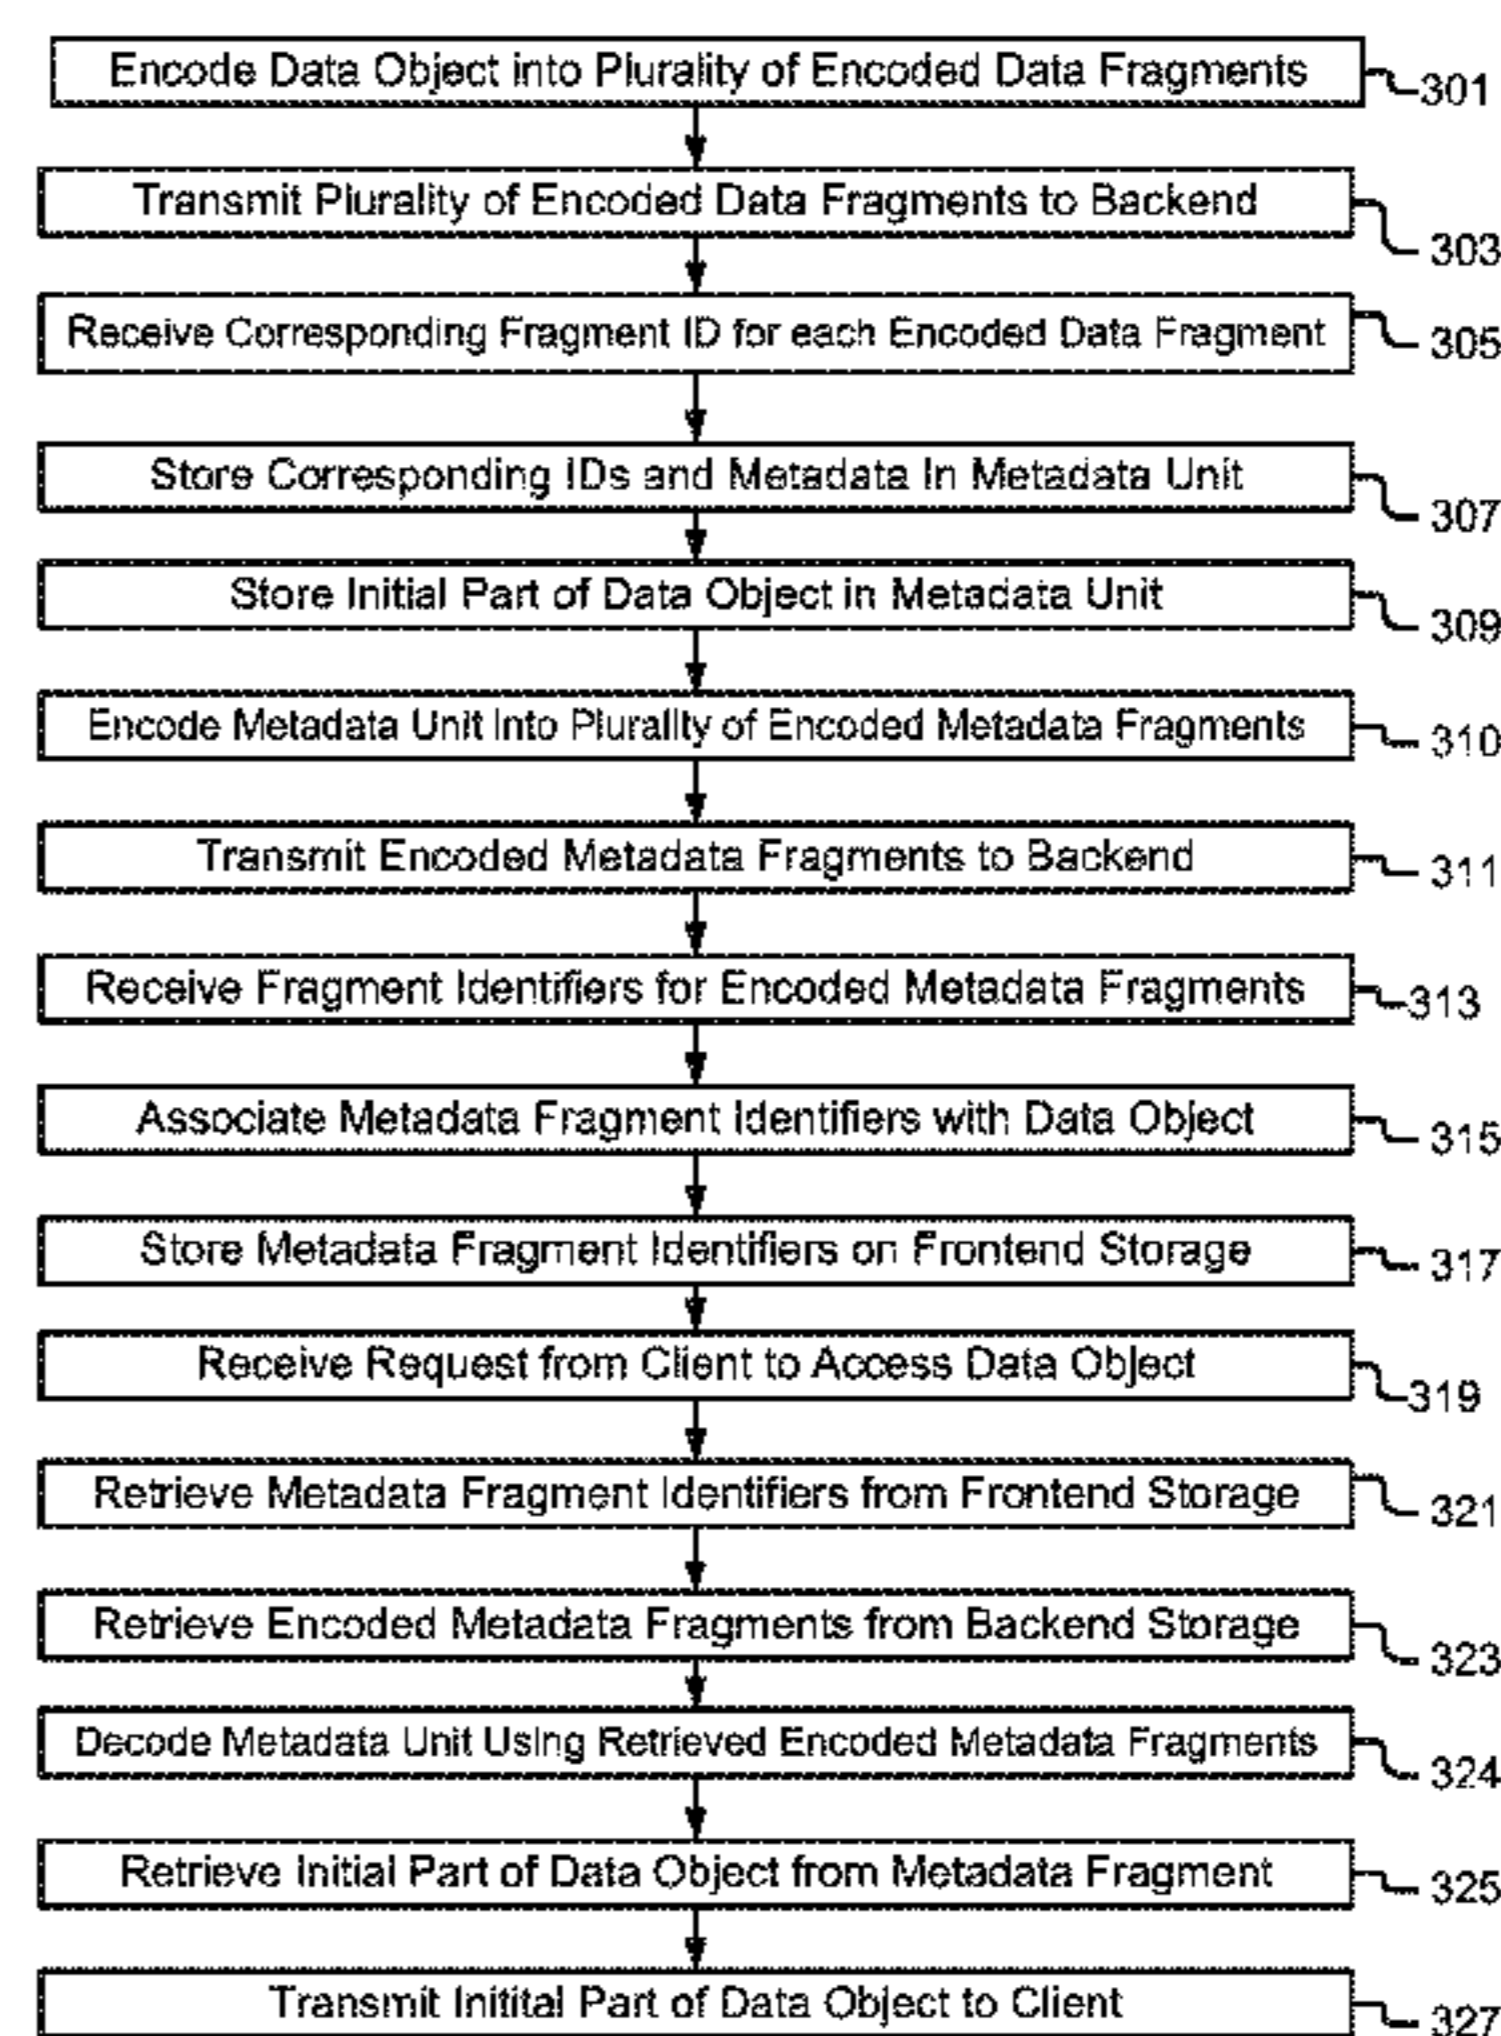 Encode Data Object into Plurality of Encoded Data Fragments
301
Transmit Plurality of Encoded Data Fragments to Backend
303
Receive Corresponding Fragment ID for each Encoded Data Fragment
305
Store Corresponding IDs and Metadata In Metadata Unit
307
Store Initial Part of Data Object in Metadata Unit
309
Encode Metadata Unit Into Plurality of Encoded Metadata Fragments
310
Transmit Encoded Metadata Fragments to Backend
311
Receive Fragment Identifiers for Encoded Metadata Fragments
313
Associate Metadata Fragment Identifiers with Data Object
315
Store Metadata Fragment Identifiers on Frontend Storage
317
Receive Request from Client to Access Data Object
319
Retrieve Metadata Fragment Identifiers from Frontend Storage
321
Retrieve Encoded Metadata Fragments from Backend Storage
323
Decode Metadata Unit Using Retrieved Encoded Metadata Fragments
324
Retrieve Initial Part of Data Object from Metadata Fragment
325
Transmit Initital Part of Data Object to Client
327